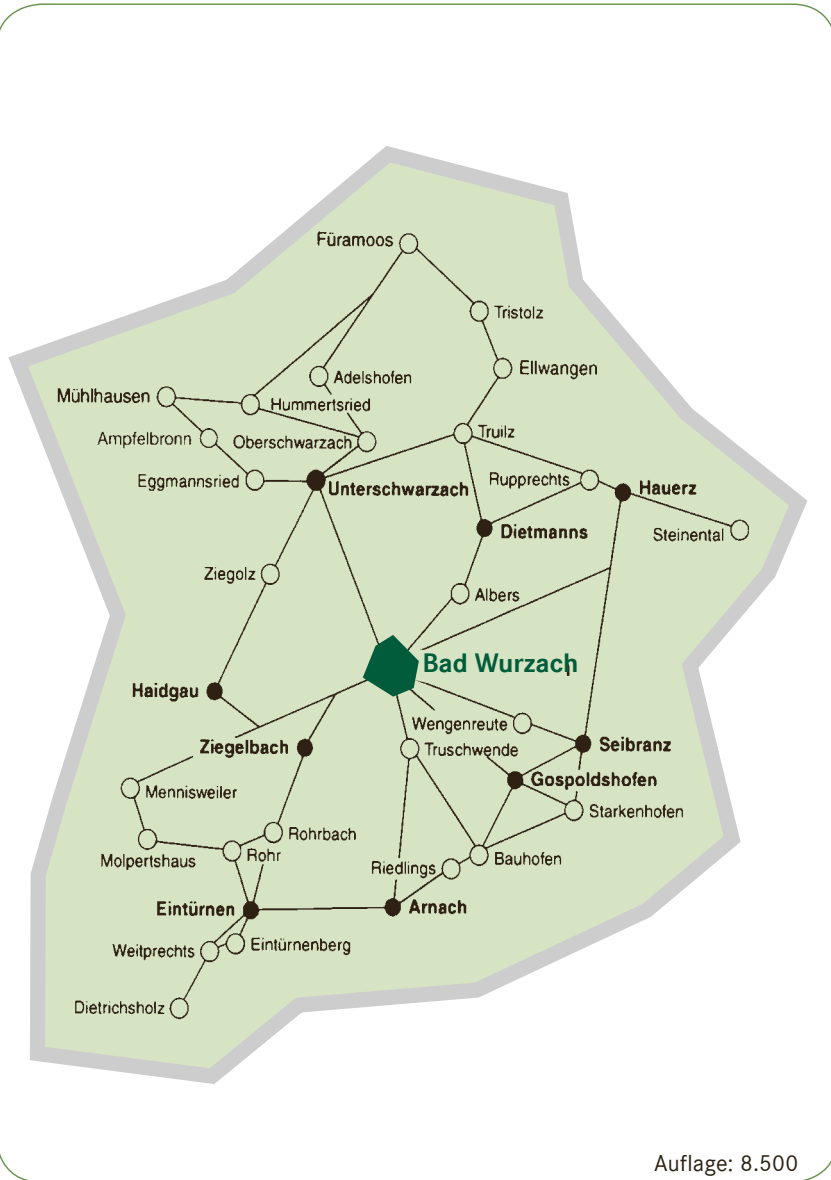 Füramoos
Tristolz
Ellwangen
Adelshofen
Mühlhausen
Hummertsried
Ampfelbronn
Oberschwarzach
Truilz
Eggmannsried
Unterschwarzach
Rupprechts
Hauerz
Dietmanns
Steinental
Ziegolz
Albers
Bad Wurzach
Haidgau
Wengenreute
Ziegelbach
Truschwende
Seibranz
Gospoldshofen
Mennisweiler
Starkenhofen
Rohrbach
Molpertshaus
Rohr
Riedlings
Bauhofen
Eintürnen
Arnach
Weitprechts
Eintürnenberg
Dietrichsholz
Auflage: 8.500